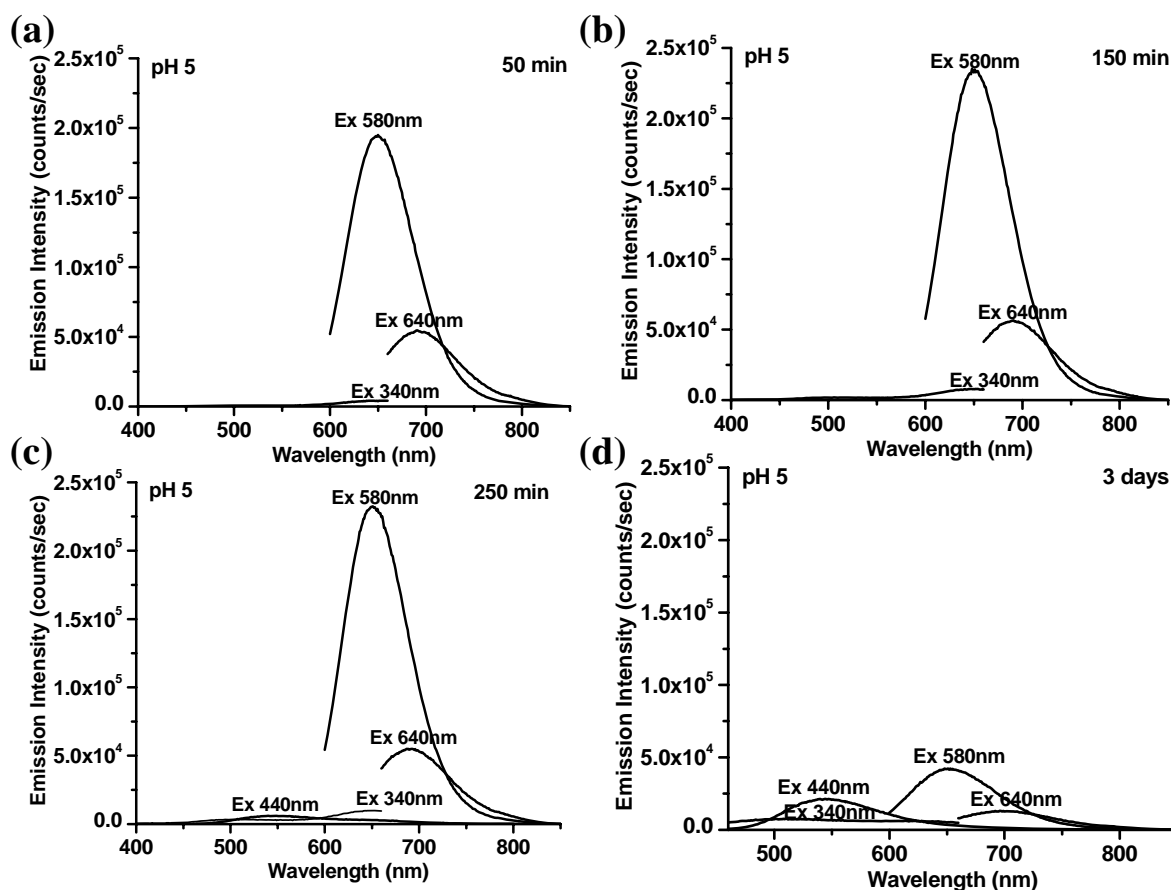 (a)
pH 5
50 min
Ex 580nm
Ex 640nm
Ex 340nm
Emission Intensity (counts/sec)
2.5x10^5
2.0x10^5
1.5x10^5
1.0x10^5
5.0x10^4
0.0
400 500 600 700 800
Wavelength (nm)
(b)
pH 5
150 min
Ex 580nm
Ex 640nm
Ex 340nm
Emission Intensity (counts/sec)
2.5x10^5
2.0x10^5
1.5x10^5
1.0x10^5
5.0x10^4
0.0
400 500 600 700 800
Wavelength (nm)
(c)
pH 5
250 min
Ex 580nm
Ex 640nm
Ex 440nm
Ex 340nm
Emission Intensity (counts/sec)
2.5x10^5
2.0x10^5
1.5x10^5
1.0x10^5
5.0x10^4
0.0
400 500 600 700 800
Wavelength (nm)
(d)
pH 5
3 days
Ex 580nm
Ex 440nm
Ex 640nm
Ex 340nm
Emission Intensity (counts/sec)
2.5x10^5
2.0x10^5
1.5x10^5
1.0x10^5
5.0x10^4
0.0
500 600 700 800
Wavelength (nm)